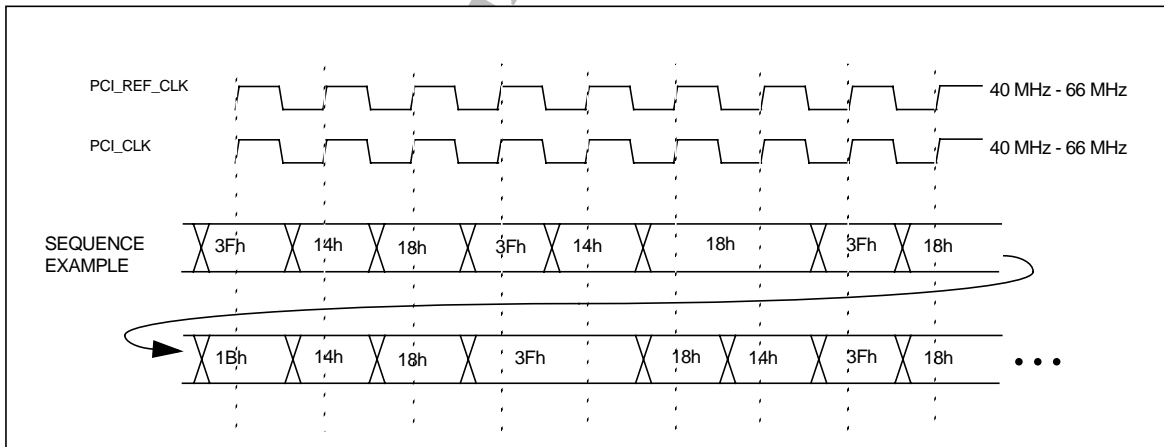 PCI_REF_CLK 40 MHz - 66 MHz
PCI_CLK 40 MHz - 66 MHz
SEQUENCE
EXAMPLE
3Fh 14h 18h 3Fh 14h 18h 3Fh 18h
1Bh 14h 18h 3Fh 18h 14h 3Fh 18h